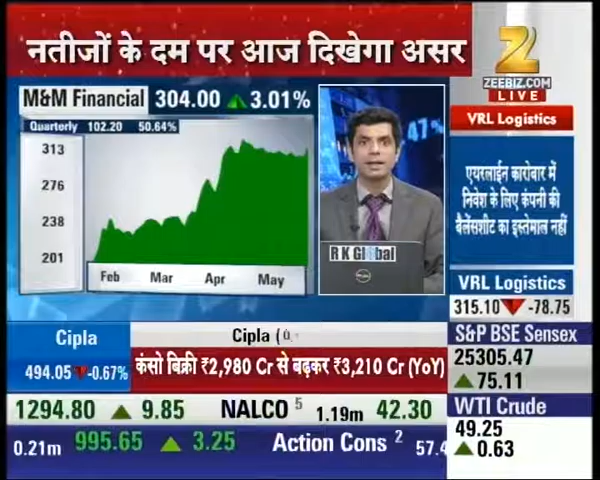 नतीजों के दम पर आज दिखेगा असर
Z
ZEEBIZ.COM
LIVE
M&M Financial 304.00 3.01%
Quarterly 102.20 50.64%
313
276
238
201
Feb Mar Apr May
47%
R K Global
VRL Logistics
एयरलाईन कारोबार में
निवेश के लिए कंपनी की
बैलेंसशीट का इस्तेमाल नहीं
VRL Logistics
315.10 -78.75
Cipla
494.05 -0.67%
Cipla (
कंसो बिक्री ₹2,980 Cr से बढ़कर ₹3,210 Cr (YoY)
S&P BSE Sensex
25305.47
75.11
1294.80 9.85 NALCO 5 1.19m 42.30
0.21m 995.65 3.25 Action Cons 2 57.4
WTI Crude
49.25
0.63